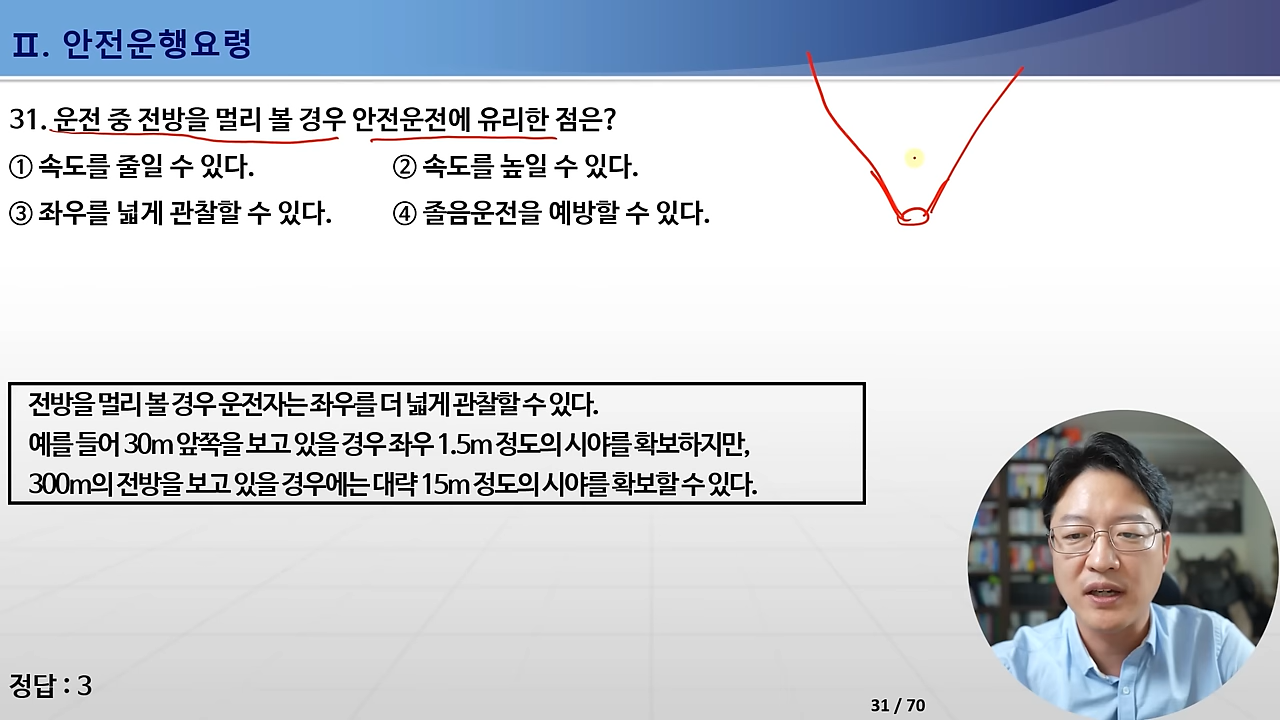 Ⅱ. 안전운행요령
31. 운전 중 전방을 멀리 볼 경우 안전운전에 유리한 점은?
① 속도를 줄일 수 있다. ② 속도를 높일 수 있다.
③ 좌우를 넓게 관찰할 수 있다. ④ 졸음운전을 예방할 수 있다.
전방을 멀리 볼 경우 운전자는 좌우를 더 넓게 관찰할 수 있다.
예를 들어 30m 앞쪽을 보고 있을 경우 좌우 1.5m 정도의 시야를 확보하지만,
300m의 전방을 보고 있을 경우에는 대략 15m 정도의 시야를 확보할 수 있다.
정답 : 3
31 / 70